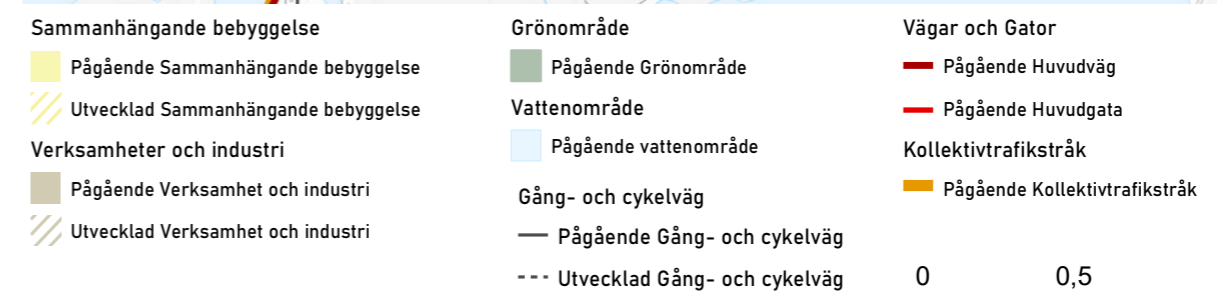 Sammanhängande bebyggelse
Pågående Sammanhängande bebyggelse
Utvecklad Sammanhängande bebyggelse
Verksamheter och industri
Pågående Verksamhet och industri
Utvecklad Verksamhet och industri
Grönområde
Pågående Grönområde
Vattenområde
Pågående vattenområde
Gång- och cykelväg
Pågående Gång- och cykelväg
Utvecklad Gång- och cykelväg
Vägar och Gator
Pågående Huvudväg
Pågående Huvudgata
Kollektivtrafikstråk
Pågående Kollektivtrafikstråk
0 0,5